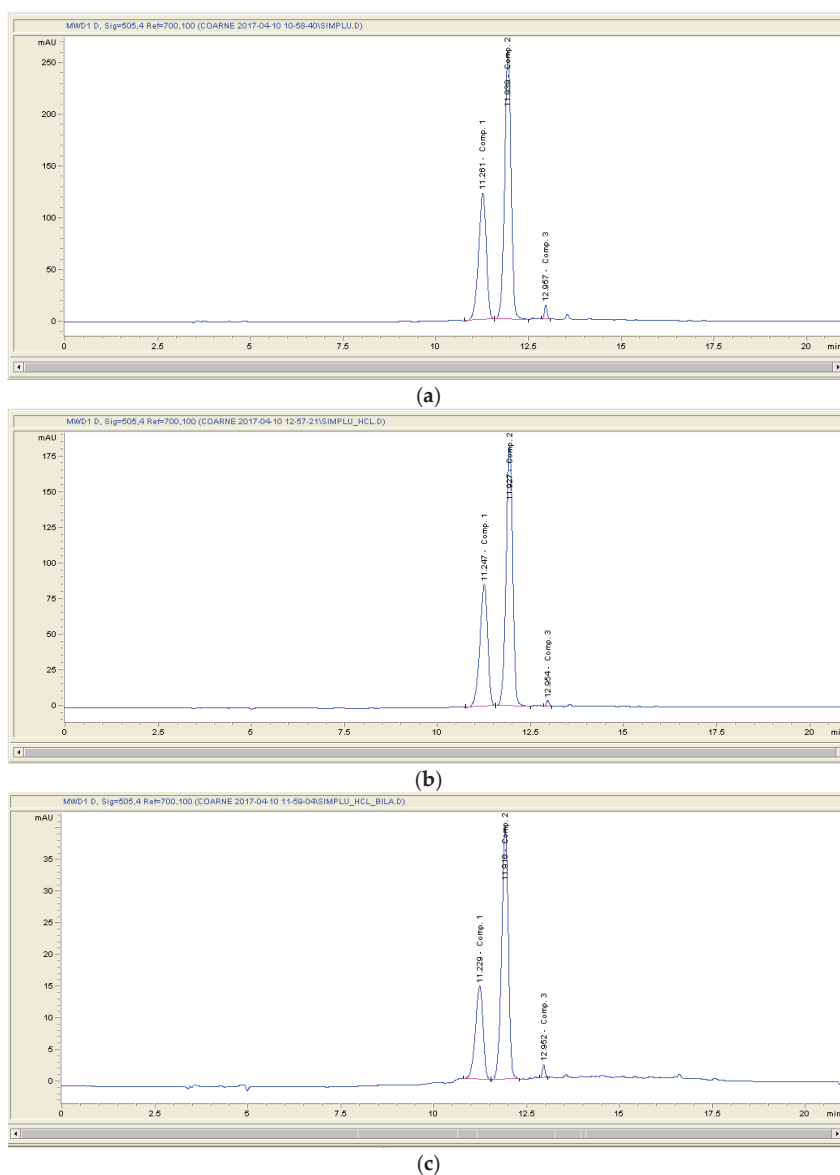 MWD1 D, Sig=505,4 Ref=700,100 (COARNE 2017-04-10 10-58-40\SIMPLU.D)
mAU
250
200
150
100
50
0
11.261 - Comp. 1
11.939 - Comp. 2
12.957 - Comp. 3
0 2.5 5 7.5 10 12.5 15 17.5 20 min
(a)
MWD1 D, Sig=505,4 Ref=700,100 (COARNE 2017-04-10 12-57-21\SIMPLU_HCL.D)
mAU
175
150
125
100
75
50
25
0
11.247 - Comp. 1
11.927 - Comp. 2
12.954 - Comp. 3
0 2.5 5 7.5 10 12.5 15 17.5 20 min
(b)
MWD1 D, Sig=505,4 Ref=700,100 (COARNE 2017-04-10 11-59-04\SIMPLU_HCL_BILA.D)
mAU
35
30
25
20
15
10
5
0
11.229 - Comp. 1
11.910 - Comp. 2
12.952 - Comp. 3
0 2.5 5 7.5 10 12.5 15 17.5 20
(c)